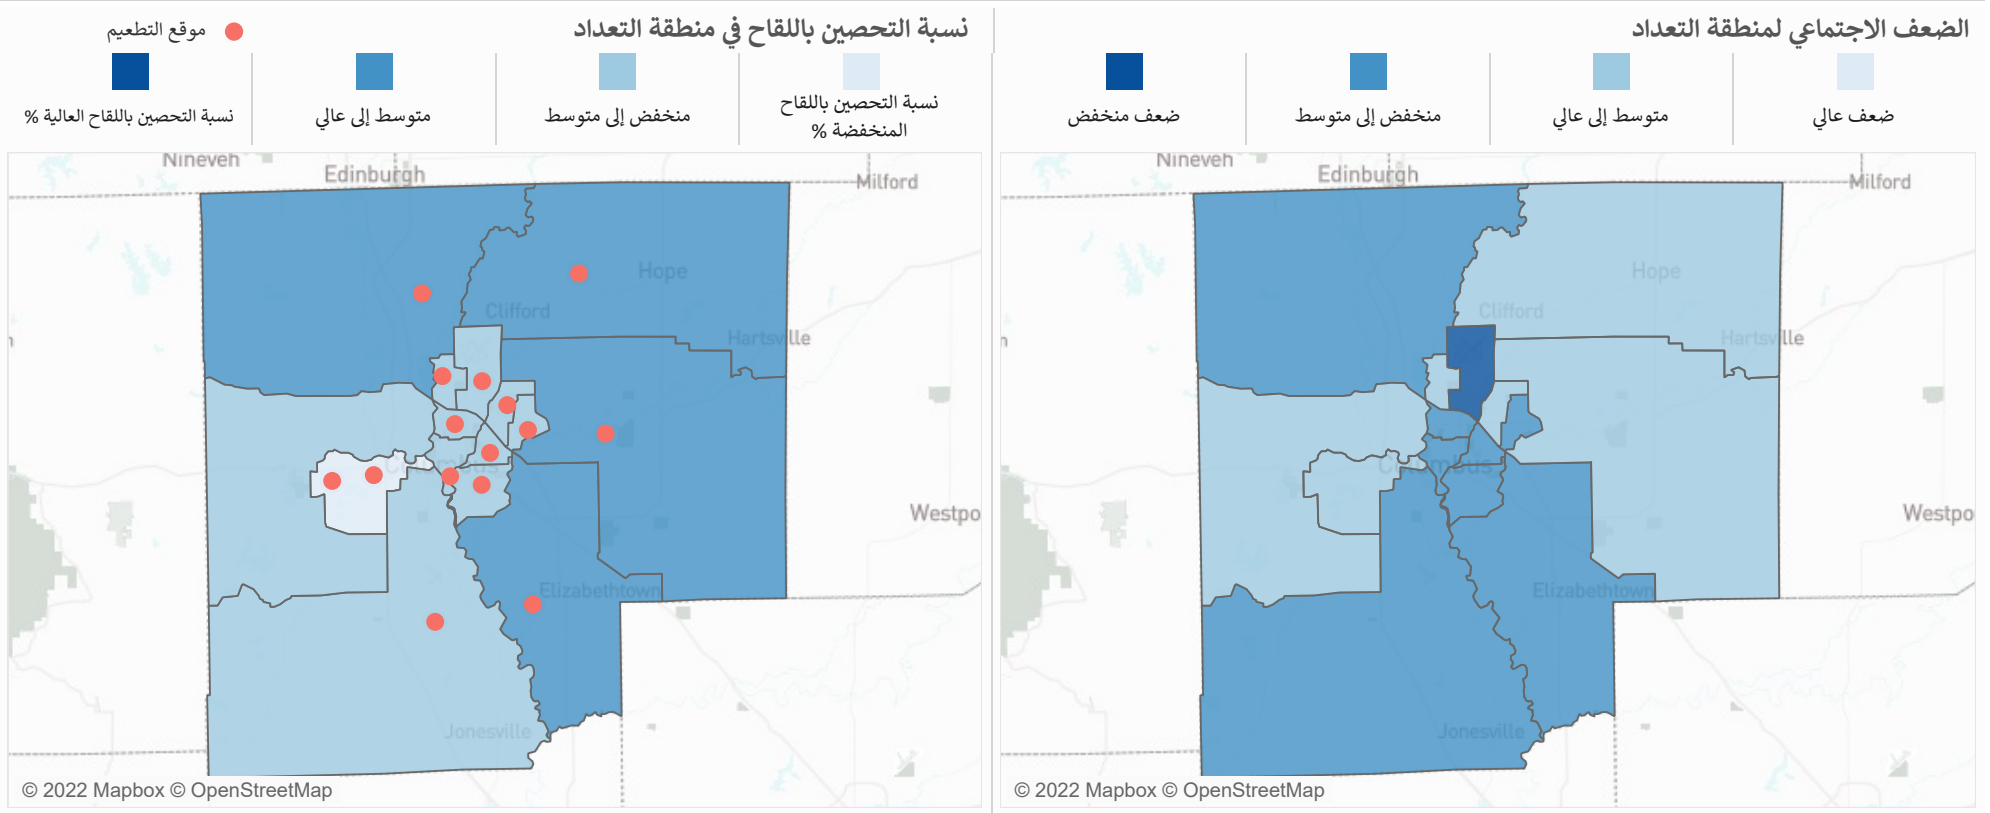 الضعف الاجتماعي لمنطقة التعداد
ضعف عالي
متوسط إلى عالي
منخفض إلى متوسط
ضعف منخفض
Nineveh
Edinburgh
Milford
Hope
Clifford
Hartsville
Columbus
Westpo
Elizabethtown
Jonesville
© 2022 Mapbox © OpenStreetMap
نسبة التحصين باللقاح في منطقة التعداد
موقع التطعيم
نسبة التحصين باللقاح
المنخفضة %
منخفض إلى متوسط
متوسط إلى عالي
نسبة التحصين باللقاح العالية %
Nineveh
Edinburgh
Milford
Hope
Clifford
Hartsville
Columbus
Westpo
Elizabethtown
Jonesville
© 2022 Mapbox © OpenStreetMap